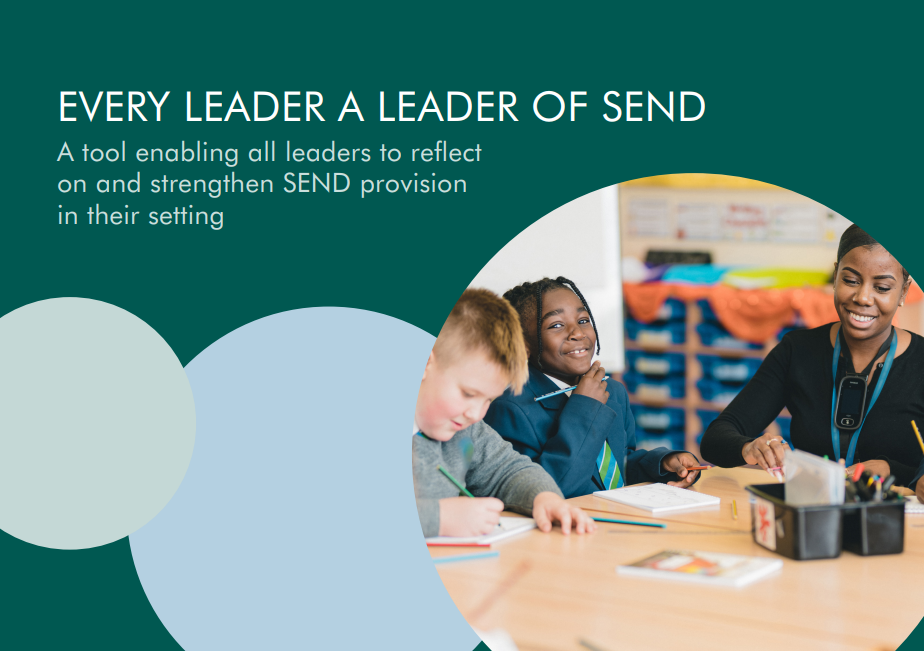 EVERY LEADER A LEADER OF SEND
A tool enabling all leaders to reflect
on and strengthen SEND provision
in their setting